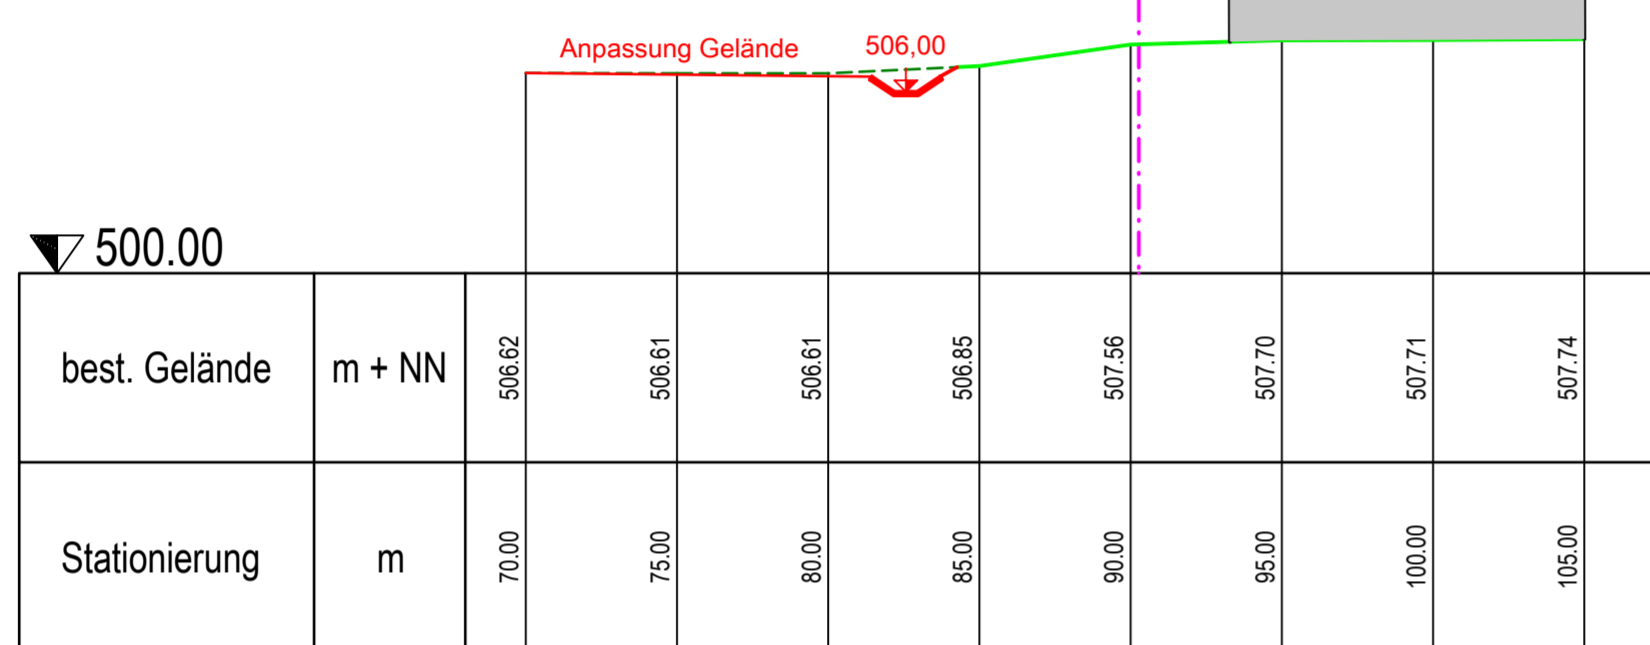 Anpassung Gelände 506,00
500.00
best. Gelände m + NN 506.62 506.61 506.61 506.85 507.56 507.70 507.71 507.74
Stationierung m 70.00 75.00 80.00 85.00 90.00 95.00 100.00 105.00